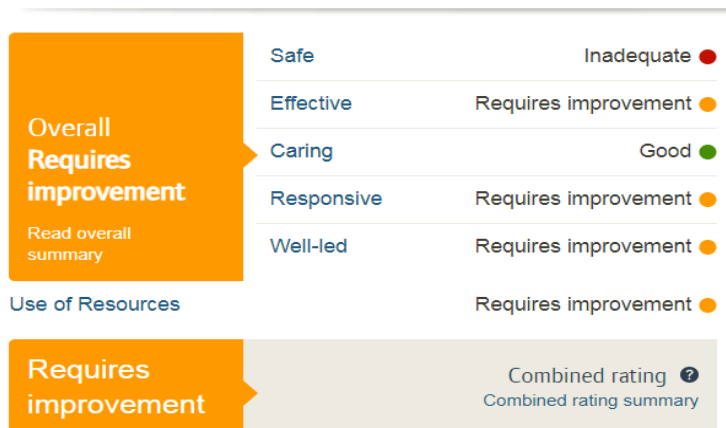 Overall
Requires
improvement
Read overall
summary
Safe Inadequate
Effective Requires improvement
Caring Good
Responsive Requires improvement
Well-led Requires improvement
Use of Resources Requires improvement
Requires
improvement
Combined rating ?
Combined rating summary